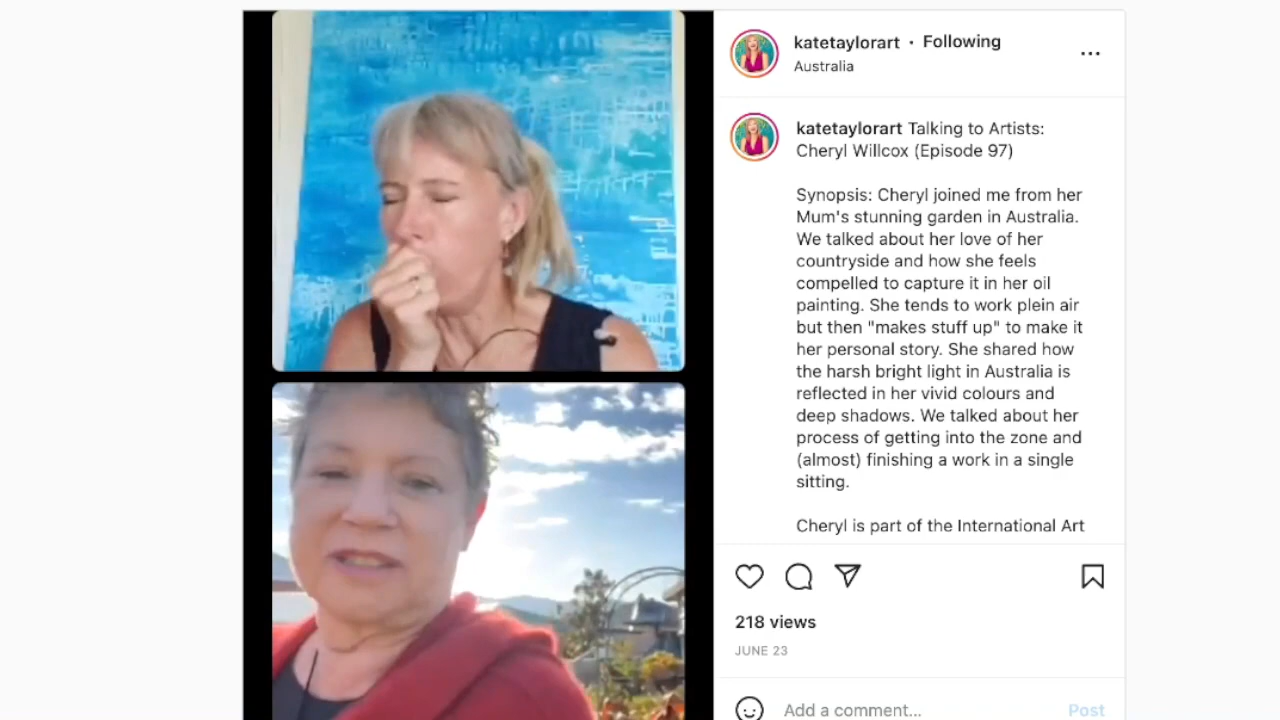 katetaylorart • Following
Australia
katetaylorart Talking to Artists:
Cheryl Willcox (Episode 97)
Synopsis: Cheryl joined me from her
Mum's stunning garden in Australia.
We talked about her love of her
countryside and how she feels
compelled to capture it in her oil
painting. She tends to work plein air
but then "makes stuff up" to make it
her personal story. She shared how
the harsh bright light in Australia is
reflected in her vivid colours and
deep shadows. We talked about her
process of getting into the zone and
(almost) finishing a work in a single
sitting.
Cheryl is part of the International Art
218 views
JUNE 23
Add a comment...
Post